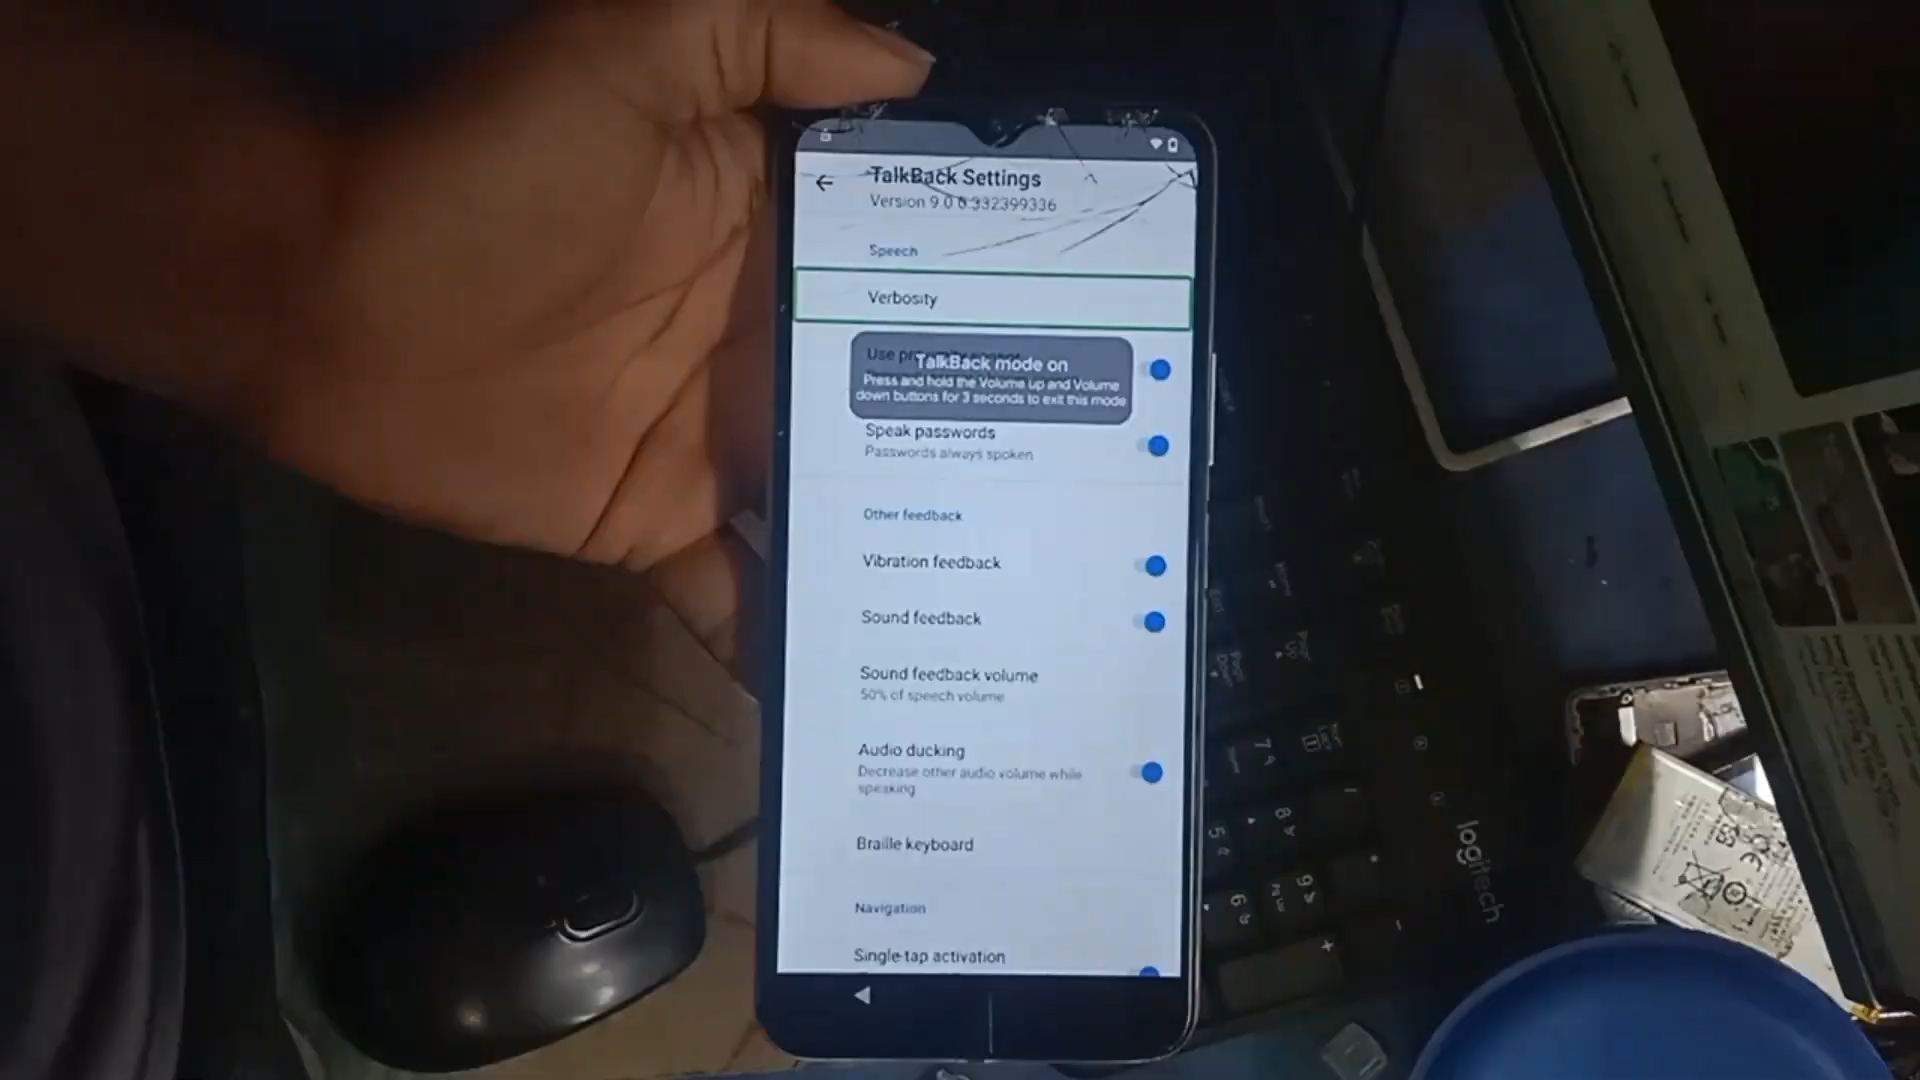 TalkBack Settings
Version 9.0.0.332399336
Speech
Verbosity
TalkBack mode on
Press and hold the Volume up and Volume
down buttons for 3 seconds to exit this mode
Speak passwords
Passwords always spoken
Other feedback
Vibration feedback
Sound feedback
Sound feedback volume
50% of speech volume
Audio ducking
Decrease other audio volume while
speaking
Braille keyboard
Navigation
Single-tap activation
logitech